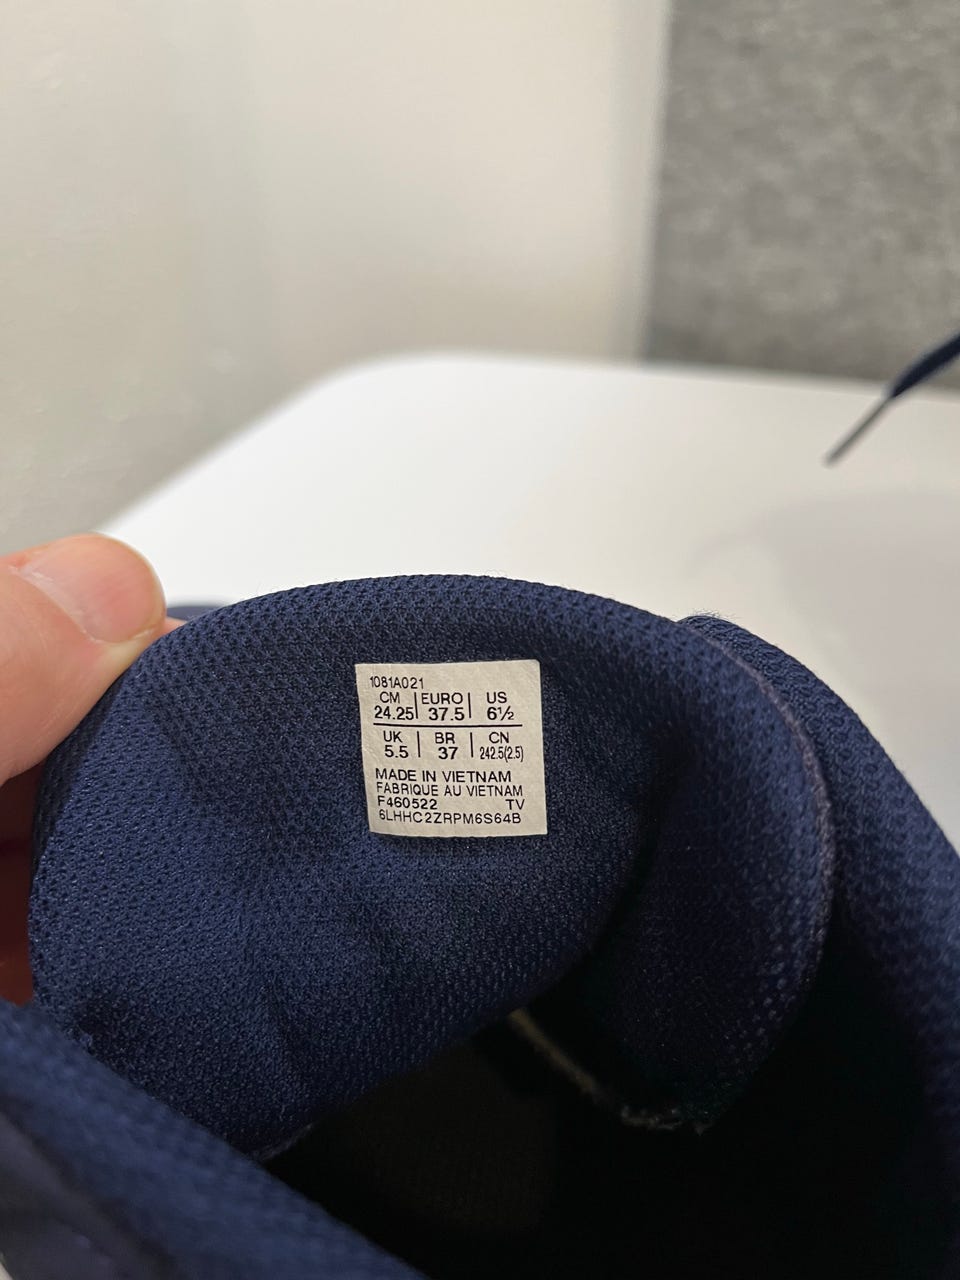 1081A021
CM | EURO | US
24.25 | 37.5 | 6½
UK | BR | CN
5.5 | 37 | 242.5(2.5)
MADE IN VIETNAM
FABRIQUE AU VIETNAM
F460522 TV
6LHHC2ZRPM6S64B